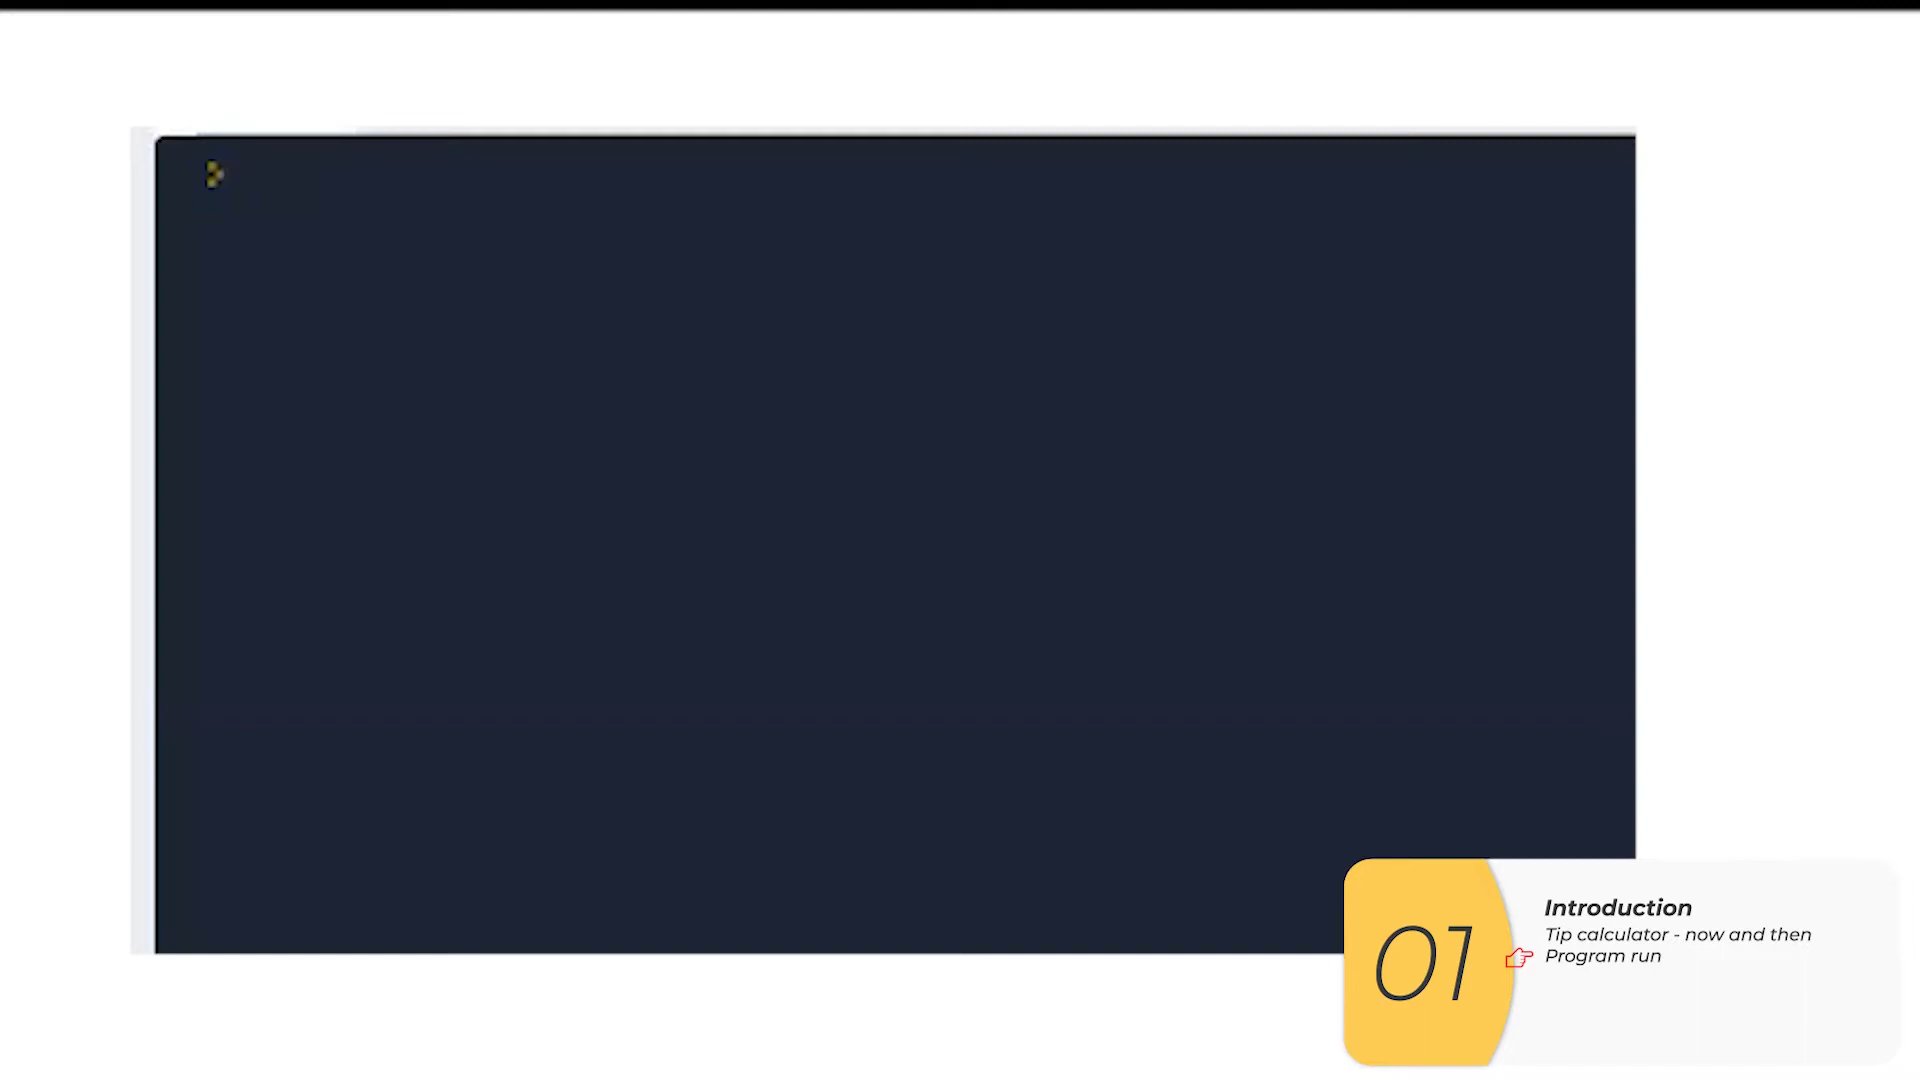 01
Introduction
Tip calculator - now and then
Program run